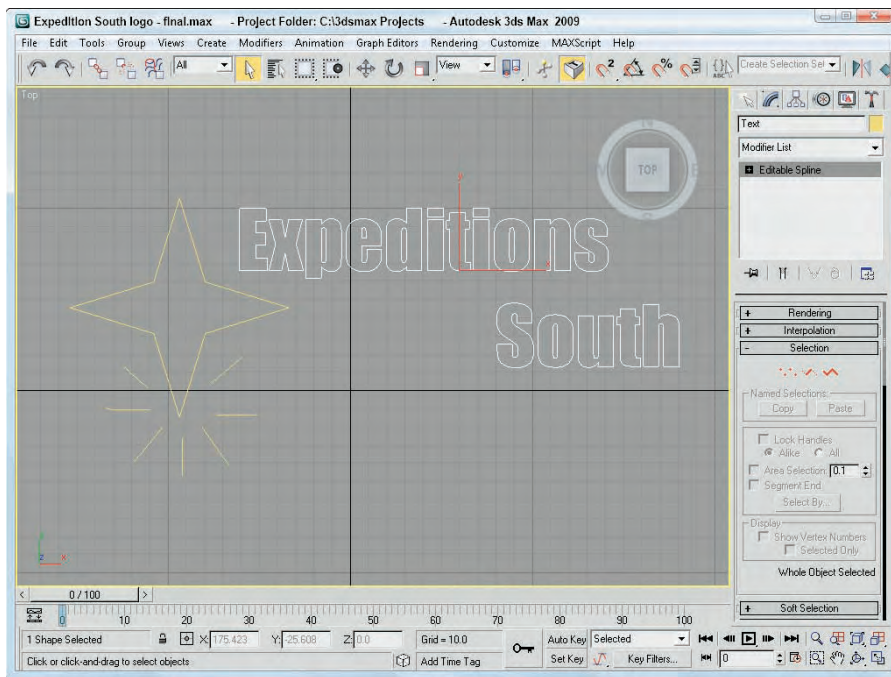 Expedition South logo - final.max - Project Folder: C:\3dsmax Projects - Autodesk 3ds Max 2009
File Edit Tools Group Views Create Modifiers Animation Graph Editors Rendering Customize MAXScript Help
All View Create Selection Set
Top
TOP
Expeditions
South
y
x
z x
Text
Modifier List
Editable Spline
+ Rendering
+ Interpolation
- Selection
Named Selections:
Copy Paste
Lock Handles
Alike All
Area Selection: 0.1
Segment End
Select By...
Display
Show Vertex Numbers
Selected Only
Whole Object Selected
+ Soft Selection
< 0 / 100 >
0 10 20 30 40 50 60 70 80 90 100
1 Shape Selected X: 175.423 Y: -25.608 Z: 0.0 Grid = 10.0 Auto Key Selected
Click or click-and-drag to select objects Add Time Tag Set Key Key Filters... 0